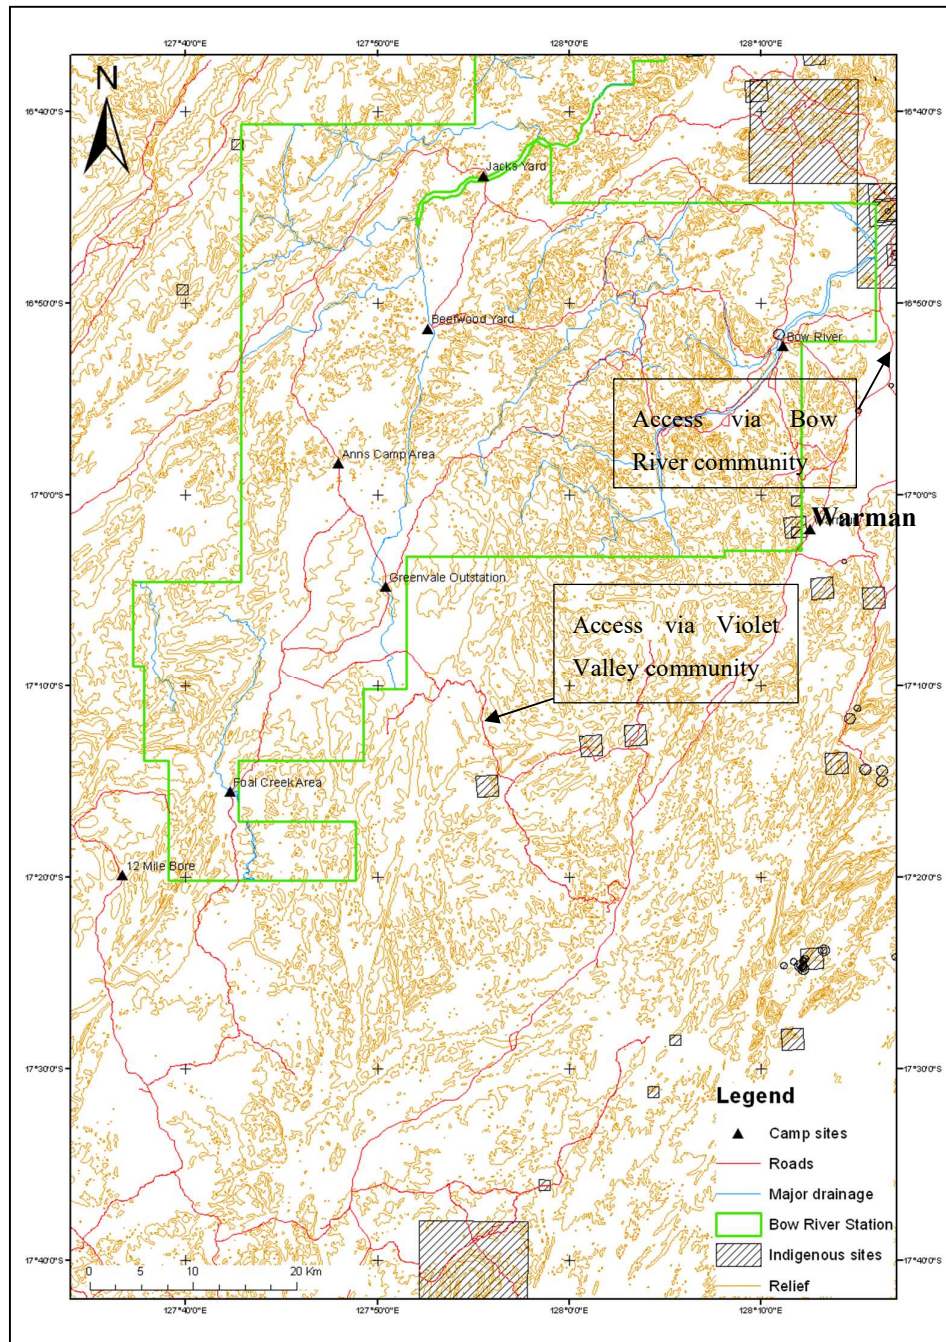 127°40'0"E 127°50'0"E 128°0'0"E 128°10'0"E
N
16°40'0"S 16°40'0"S
Jacks Yard
16°50'0"S 16°50'0"S
Beefwood Yard
Bow River
Access via Bow
River community
Anns Camp Area
17°0'0"S 17°0'0"S
Warman
Greenvale Outstation
Access via Violet
Valley community
17°10'0"S 17°10'0"S
Foal Creek Area
12 Mile Bore
17°20'0"S 17°20'0"S
17°30'0"S 17°30'0"S
Legend
Camp sites
Roads
Major drainage
Bow River Station
Indigenous sites
Relief
17°40'0"S 17°40'0"S
0 5 10 20 Km
127°40'0"E 127°50'0"E 128°0'0"E 128°10'0"E